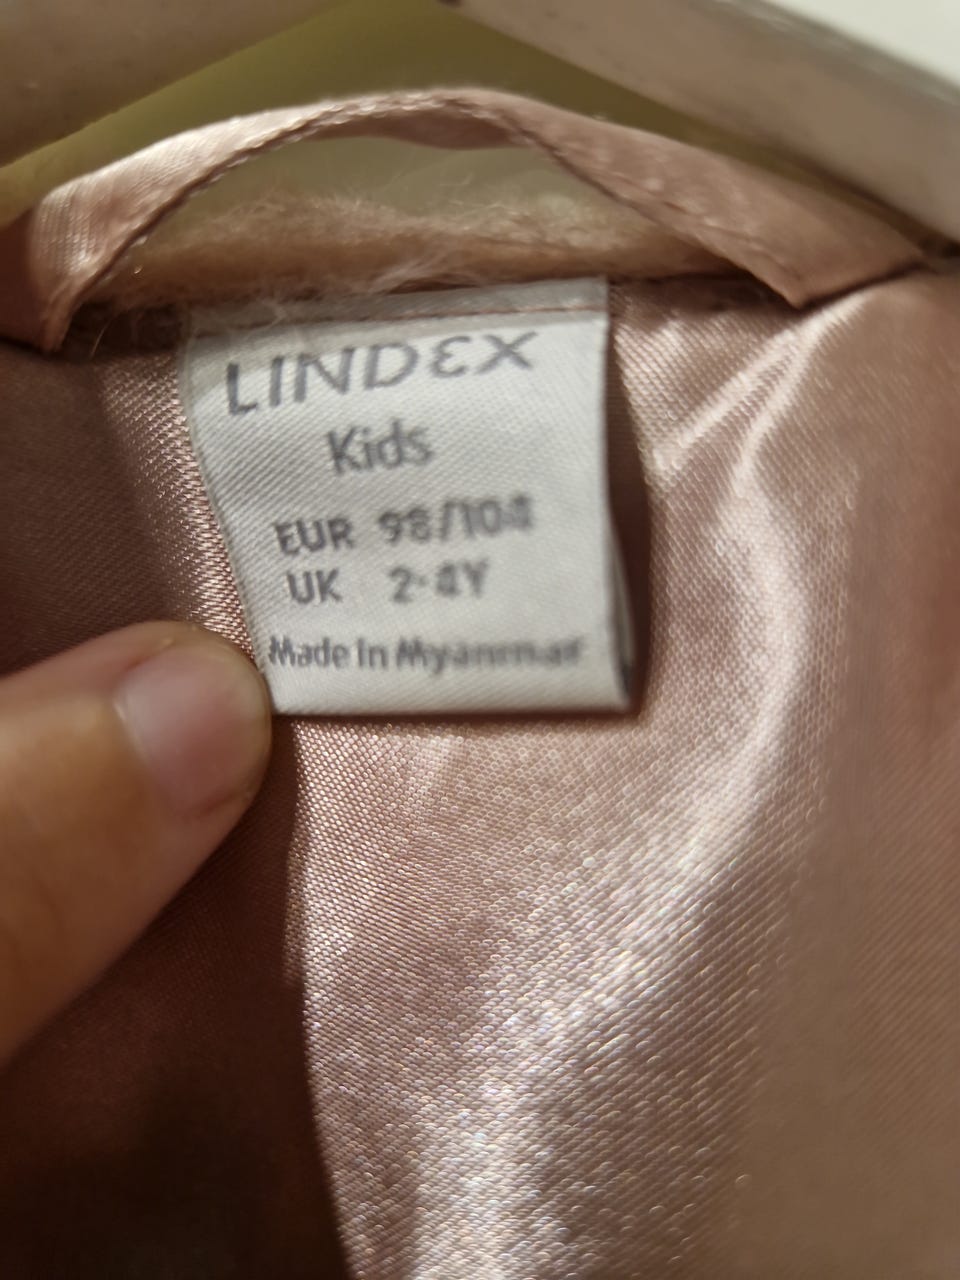 LINDEX
Kids
EUR 98/104
UK 2-4Y
Made in Myanmar